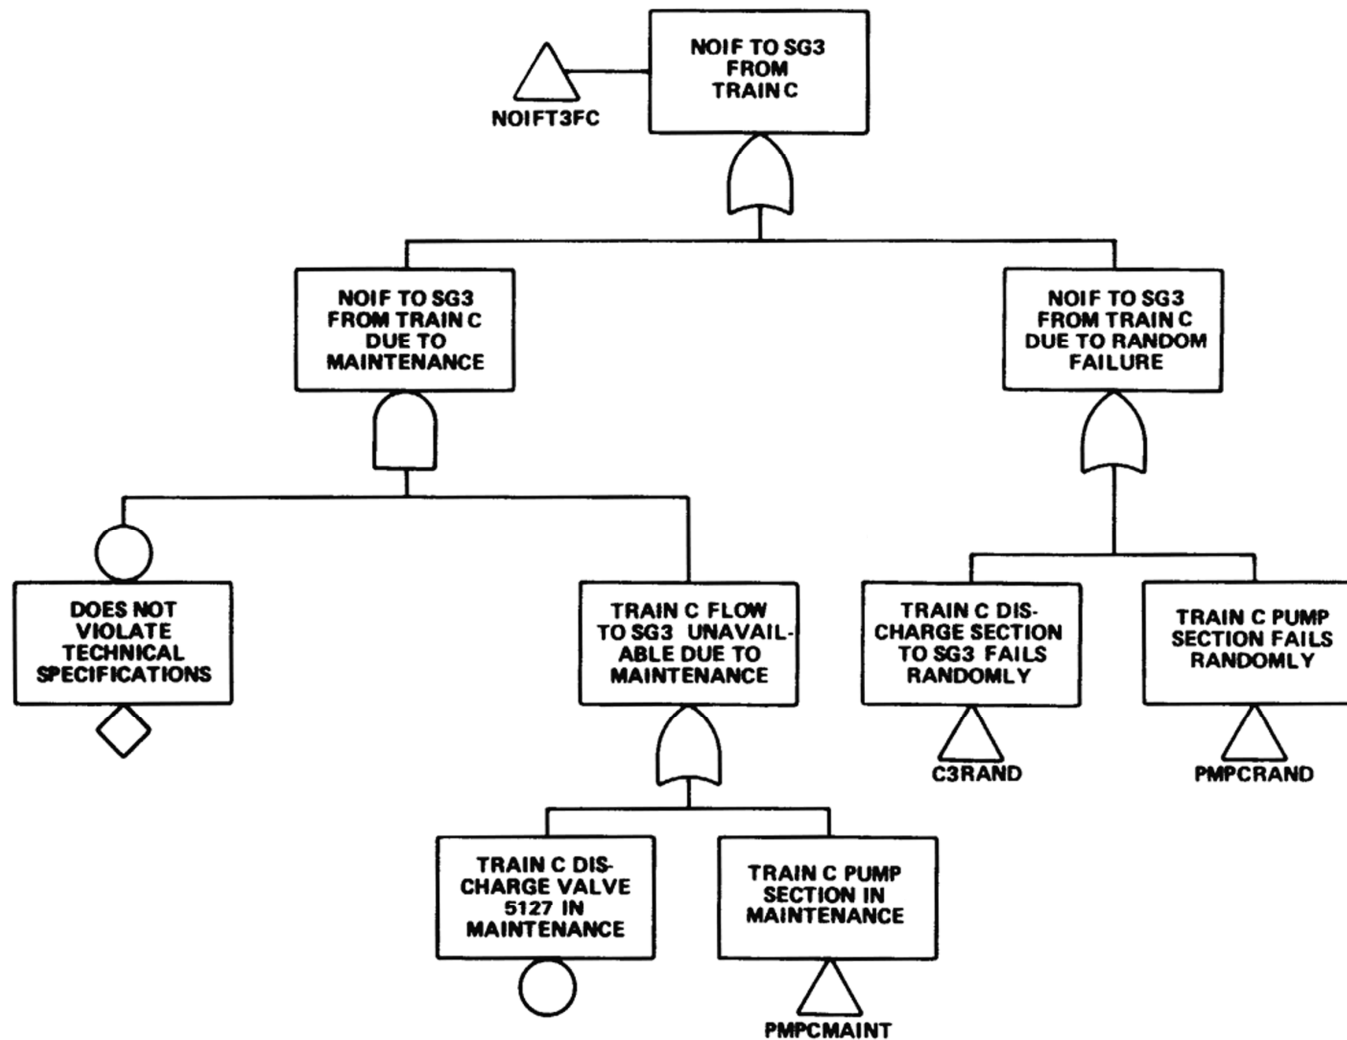 NOIF TO SG3
FROM
TRAIN C
NOIFT3FC
NOIF TO SG3
FROM TRAIN C
DUE TO
MAINTENANCE
NOIF TO SG3
FROM TRAIN C
DUE TO RANDOM
FAILURE
DOES NOT
VIOLATE
TECHNICAL
SPECIFICATIONS
TRAIN C FLOW
TO SG3 UNAVAIL-
ABLE DUE TO
MAINTENANCE
TRAIN C DIS-
CHARGE SECTION
TO SG3 FAILS
RANDOMLY
C3RAND
TRAIN C PUMP
SECTION FAILS
RANDOMLY
PMPCRAND
TRAIN C DIS-
CHARGE VALVE
5127 IN
MAINTENANCE
TRAIN C PUMP
SECTION IN
MAINTENANCE
PMPCMAINT